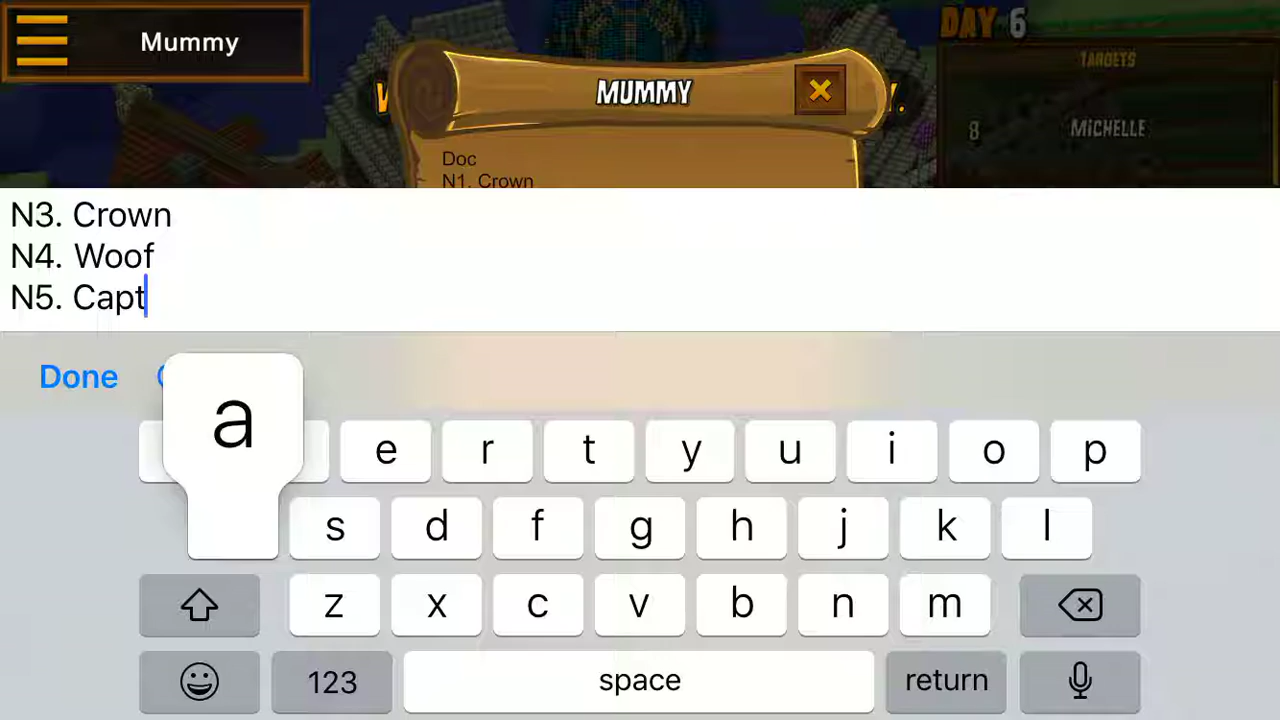 Mummy
DAY 6
TARGETS
MUMMY
8 MiCHELLE
Doc
N1. Crown
N3. Crown
N4. Woof
N5. Capt
Done
a
e r t y u i o p
s d f g h j k l
z x c v b n m
123 space return